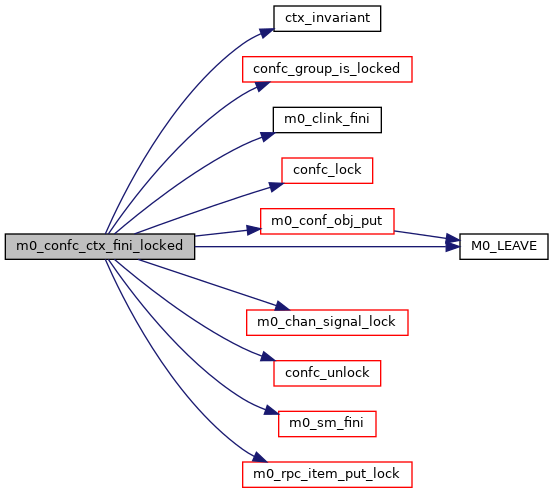 ctx_invariant
confc_group_is_locked
m0_clink_fini
confc_lock
m0_conf_obj_put
m0_confc_ctx_fini_locked
M0_LEAVE
m0_chan_signal_lock
confc_unlock
m0_sm_fini
m0_rpc_item_put_lock